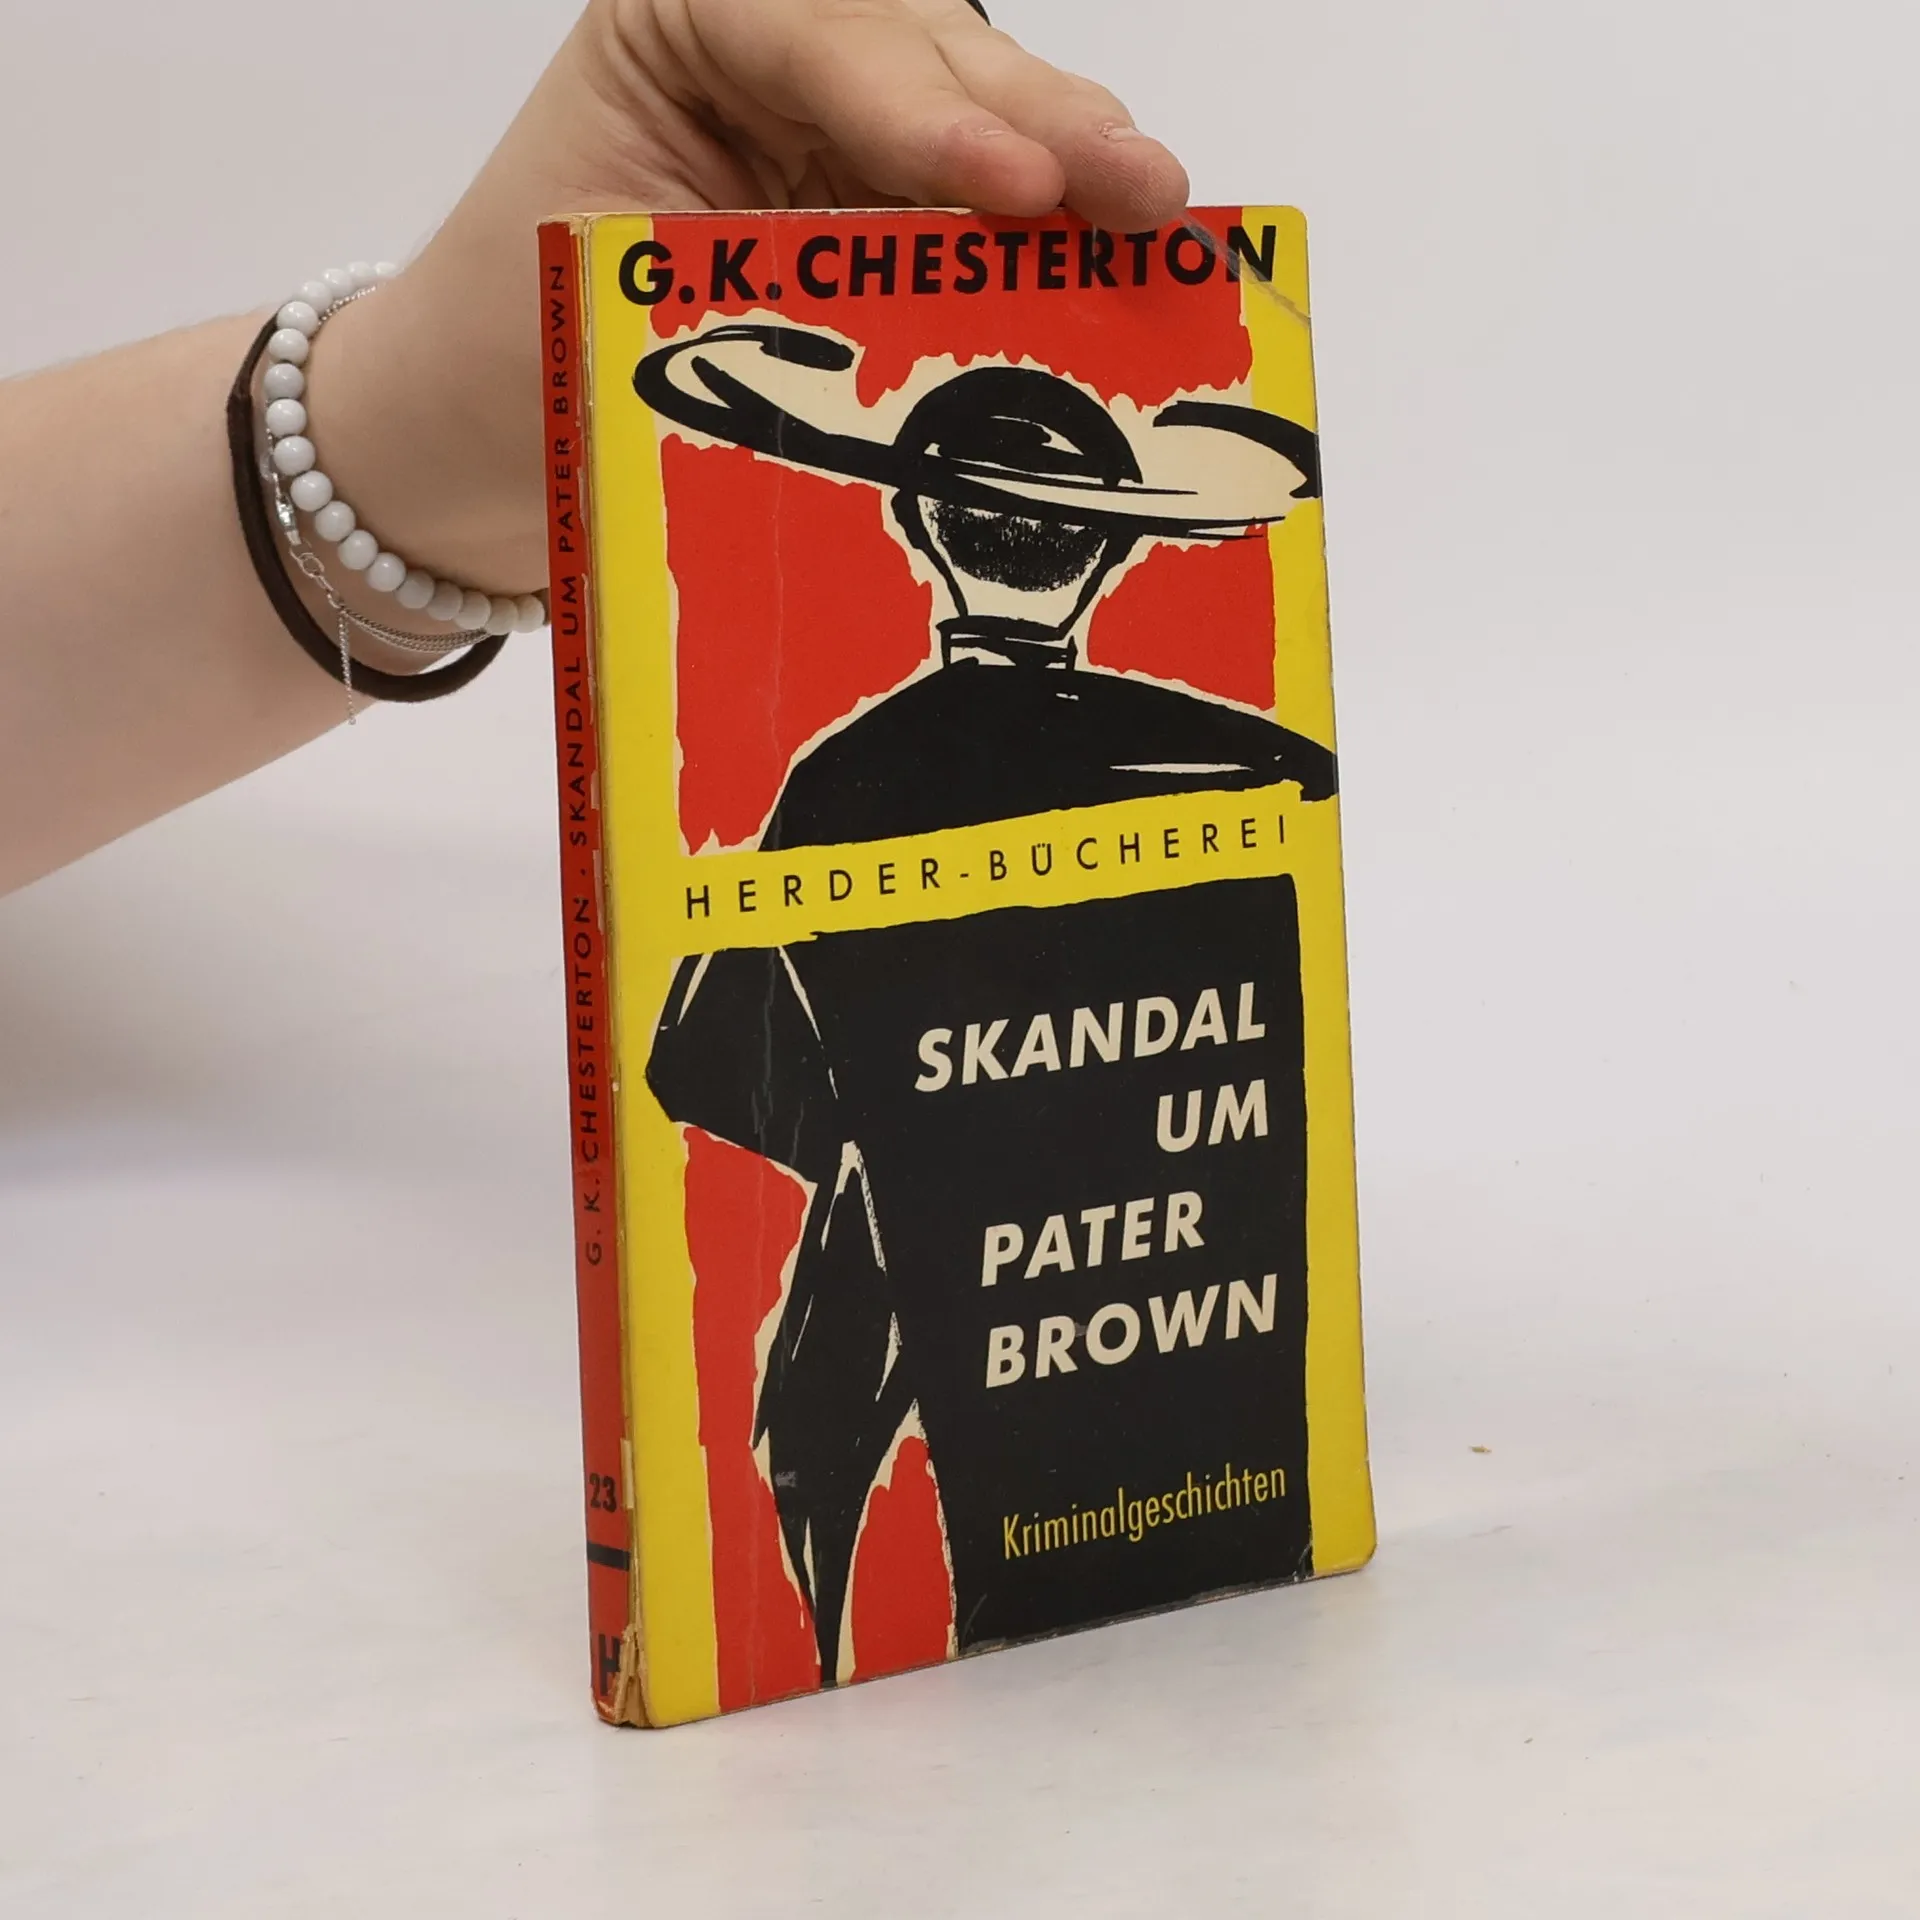 G.K.CHESTERTON
HERDER-BÜCHEREI
SKANDAL
UM
PATER
BROWN
Kriminalgeschichten
G. K. CHESTERTON . SKANDAL UM PATER BROWN
23
H